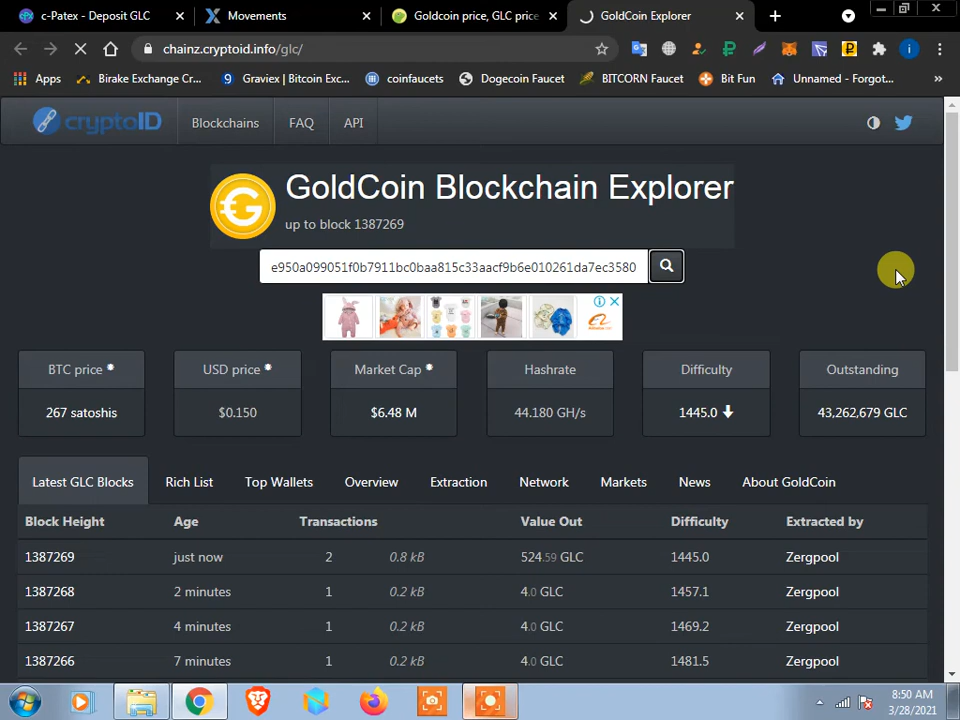 c-Patex - Deposit GLC
Movements
Goldcoin price, GLC price
GoldCoin Explorer
chainz.cryptoid.info/glc/
Apps
Birake Exchange Cr...
Graviex | Bitcoin Exc...
coinfaucets
Dogecoin Faucet
BITCORN Faucet
Bit Fun
Unnamed - Forgot...
cryptoID
Blockchains
FAQ
API
GoldCoin Blockchain Explorer
up to block 1387269
e950a099051f0b7911bc0baa815c33aacf9b6e010261da7ec3580
BTC price
USD price
Market Cap
Hashrate
Difficulty
Outstanding
267 satoshis
$0.150
$6.48 M
44.180 GH/s
1445.0
43,262,679 GLC
Latest GLC Blocks
Rich List
Top Wallets
Overview
Extraction
Network
Markets
News
About GoldCoin
Block Height Age Transactions Value Out Difficulty Extracted by
1387269 just now 2 0.8 kB 524.59 GLC 1445.0 Zergpool
1387268 2 minutes 1 0.2 kB 4.0 GLC 1457.1 Zergpool
1387267 4 minutes 1 0.2 kB 4.0 GLC 1469.2 Zergpool
1387266 7 minutes 1 0.2 kB 4.0 GLC 1481.5 Zergpool
8:50 AM
3/28/2021